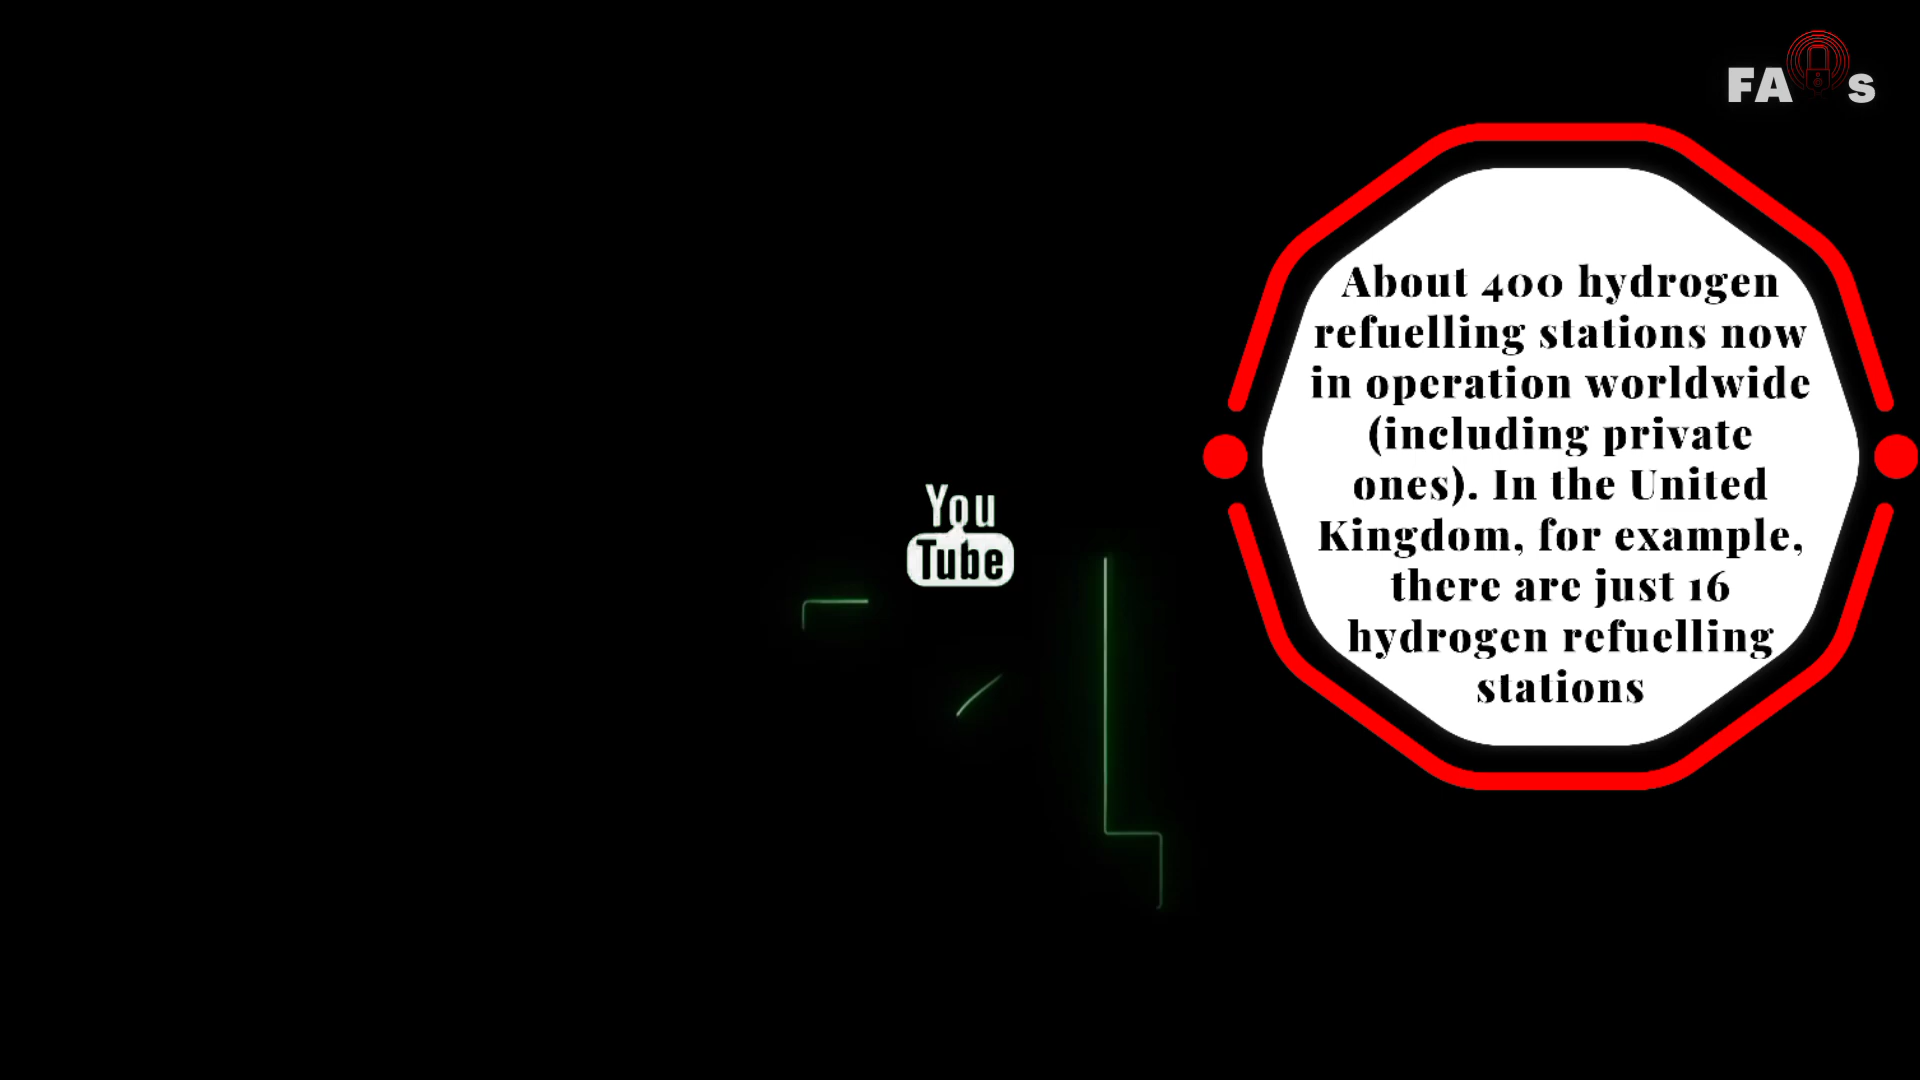 FAQs
About 400 hydrogen
refuelling stations now
in operation worldwide
(including private
ones). In the United
Kingdom, for example,
there are just 16
hydrogen refuelling
stations
You
Tube